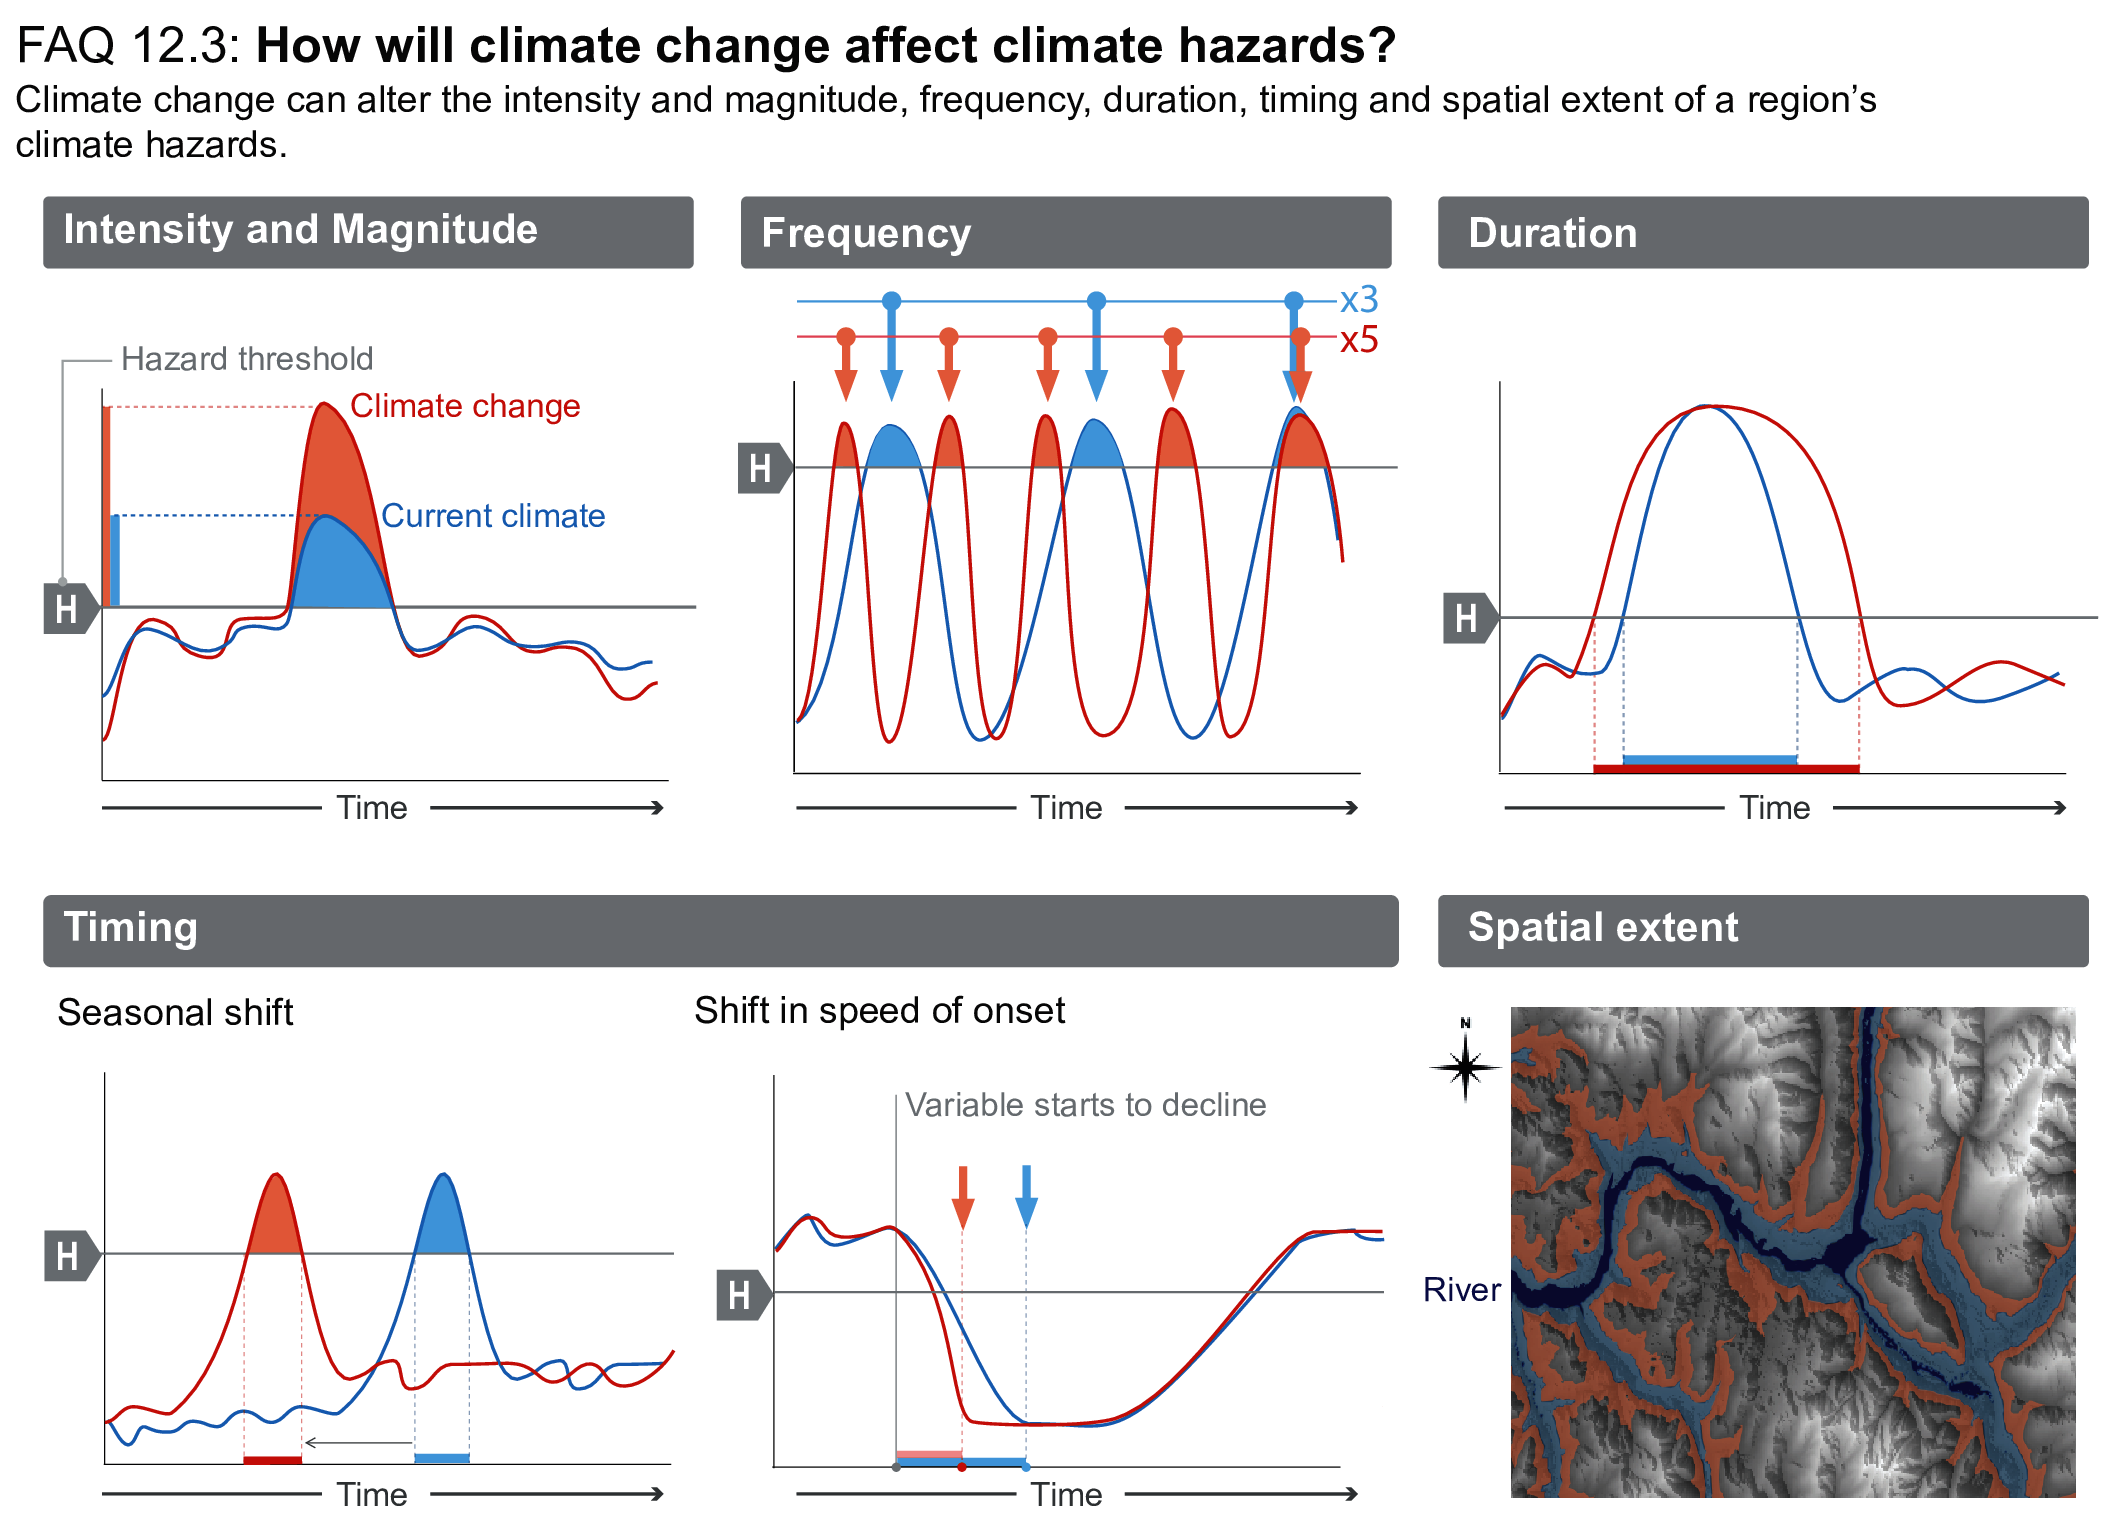 FAQ 12.3: How will climate change affect climate hazards?
Climate change can alter the intensity and magnitude, frequency, duration, timing and spatial extent of a region’s
climate hazards.
Intensity and Magnitude
Hazard threshold
Climate change
Current climate
H
Time
Frequency
x3
x5
H
Time
Duration
H
Time
Timing
Seasonal shift
H
Time
Shift in speed of onset
Variable starts to decline
H
Time
Spatial extent
N
River